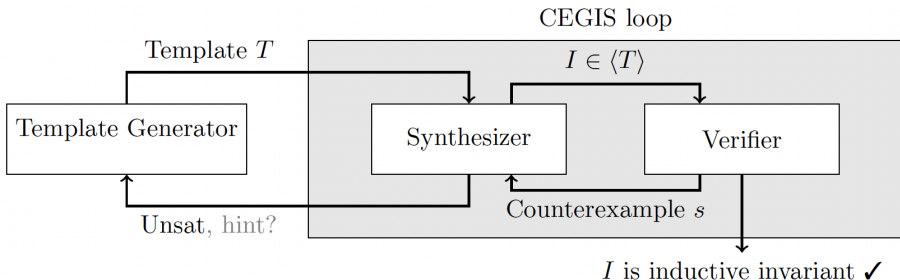 CEGIS loop
Template T
I ∈ ⟨T⟩
Template Generator
Synthesizer
Verifier
Unsat, hint?
Counterexample s
I is inductive invariant ✓